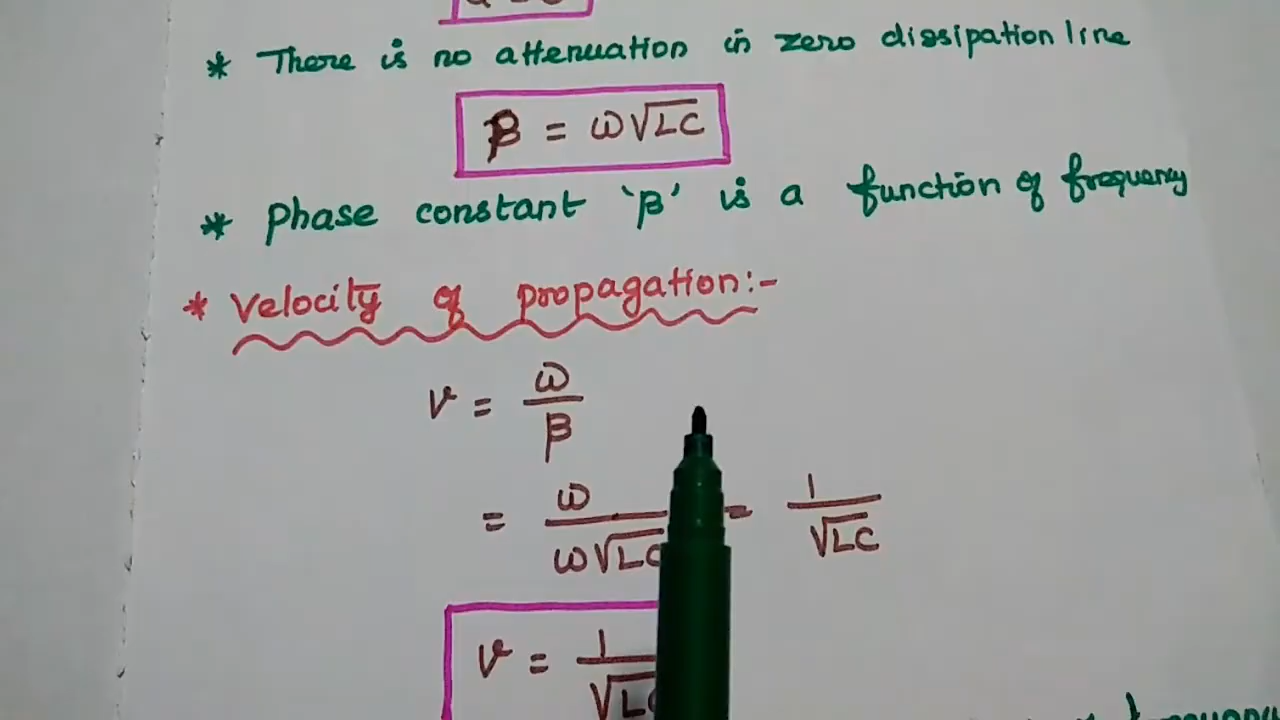 * There is no attenuation in zero dissipation line
β = ω√LC
* Phase constant 'β' is a function of frequency
* Velocity of propagation:-
v = ω/β
= ω/ω√LC = 1/√LC
v = 1/√LC